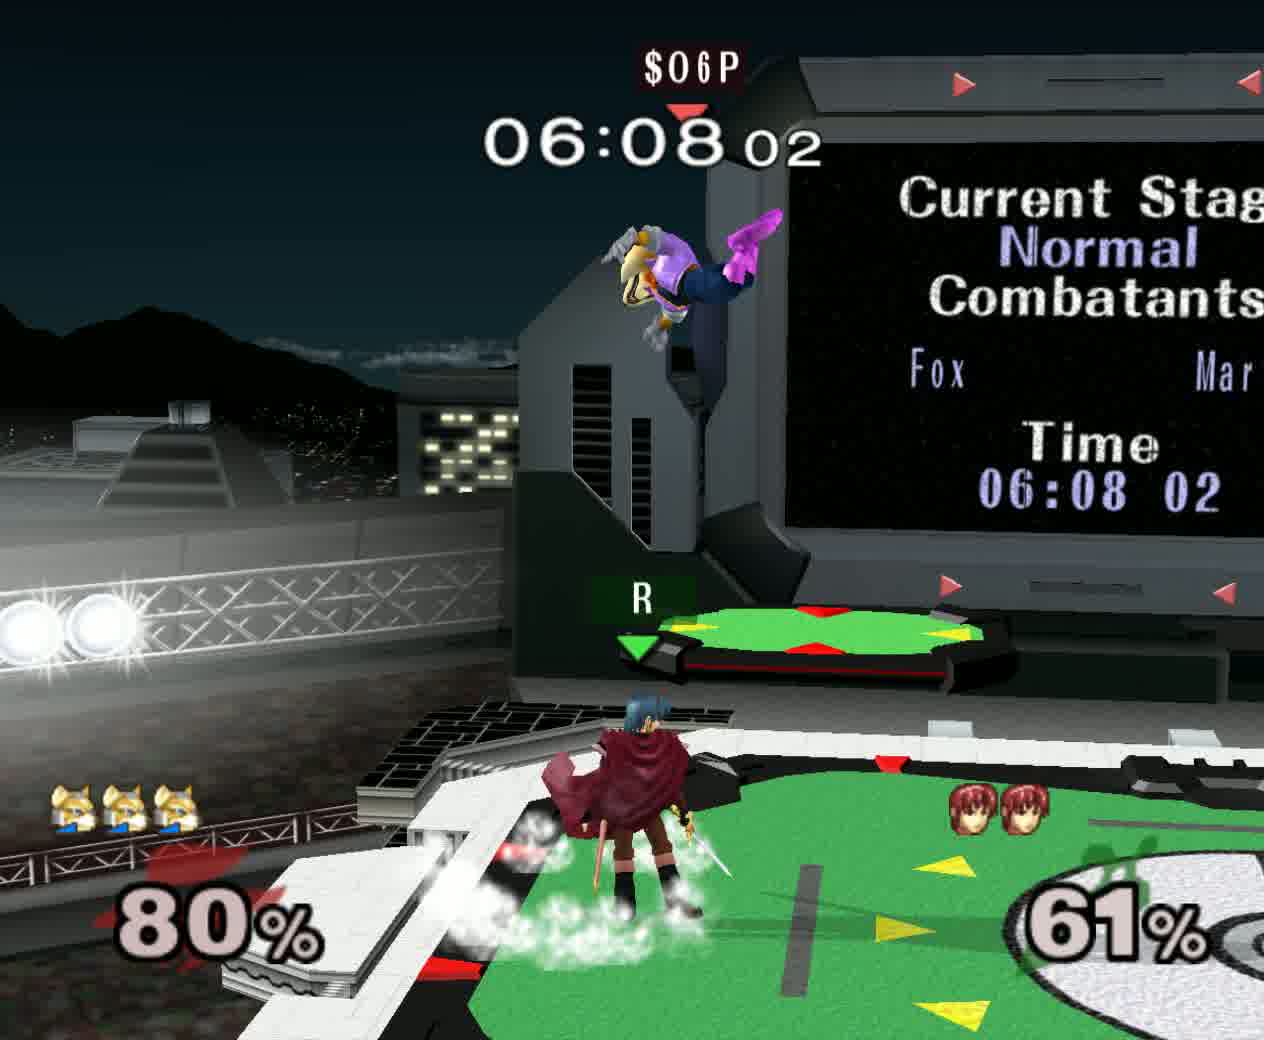 $06P
06:08 02
Current Stag
Normal
Combatants
Fox Mar
Time
06:08 02
R
80%
61%